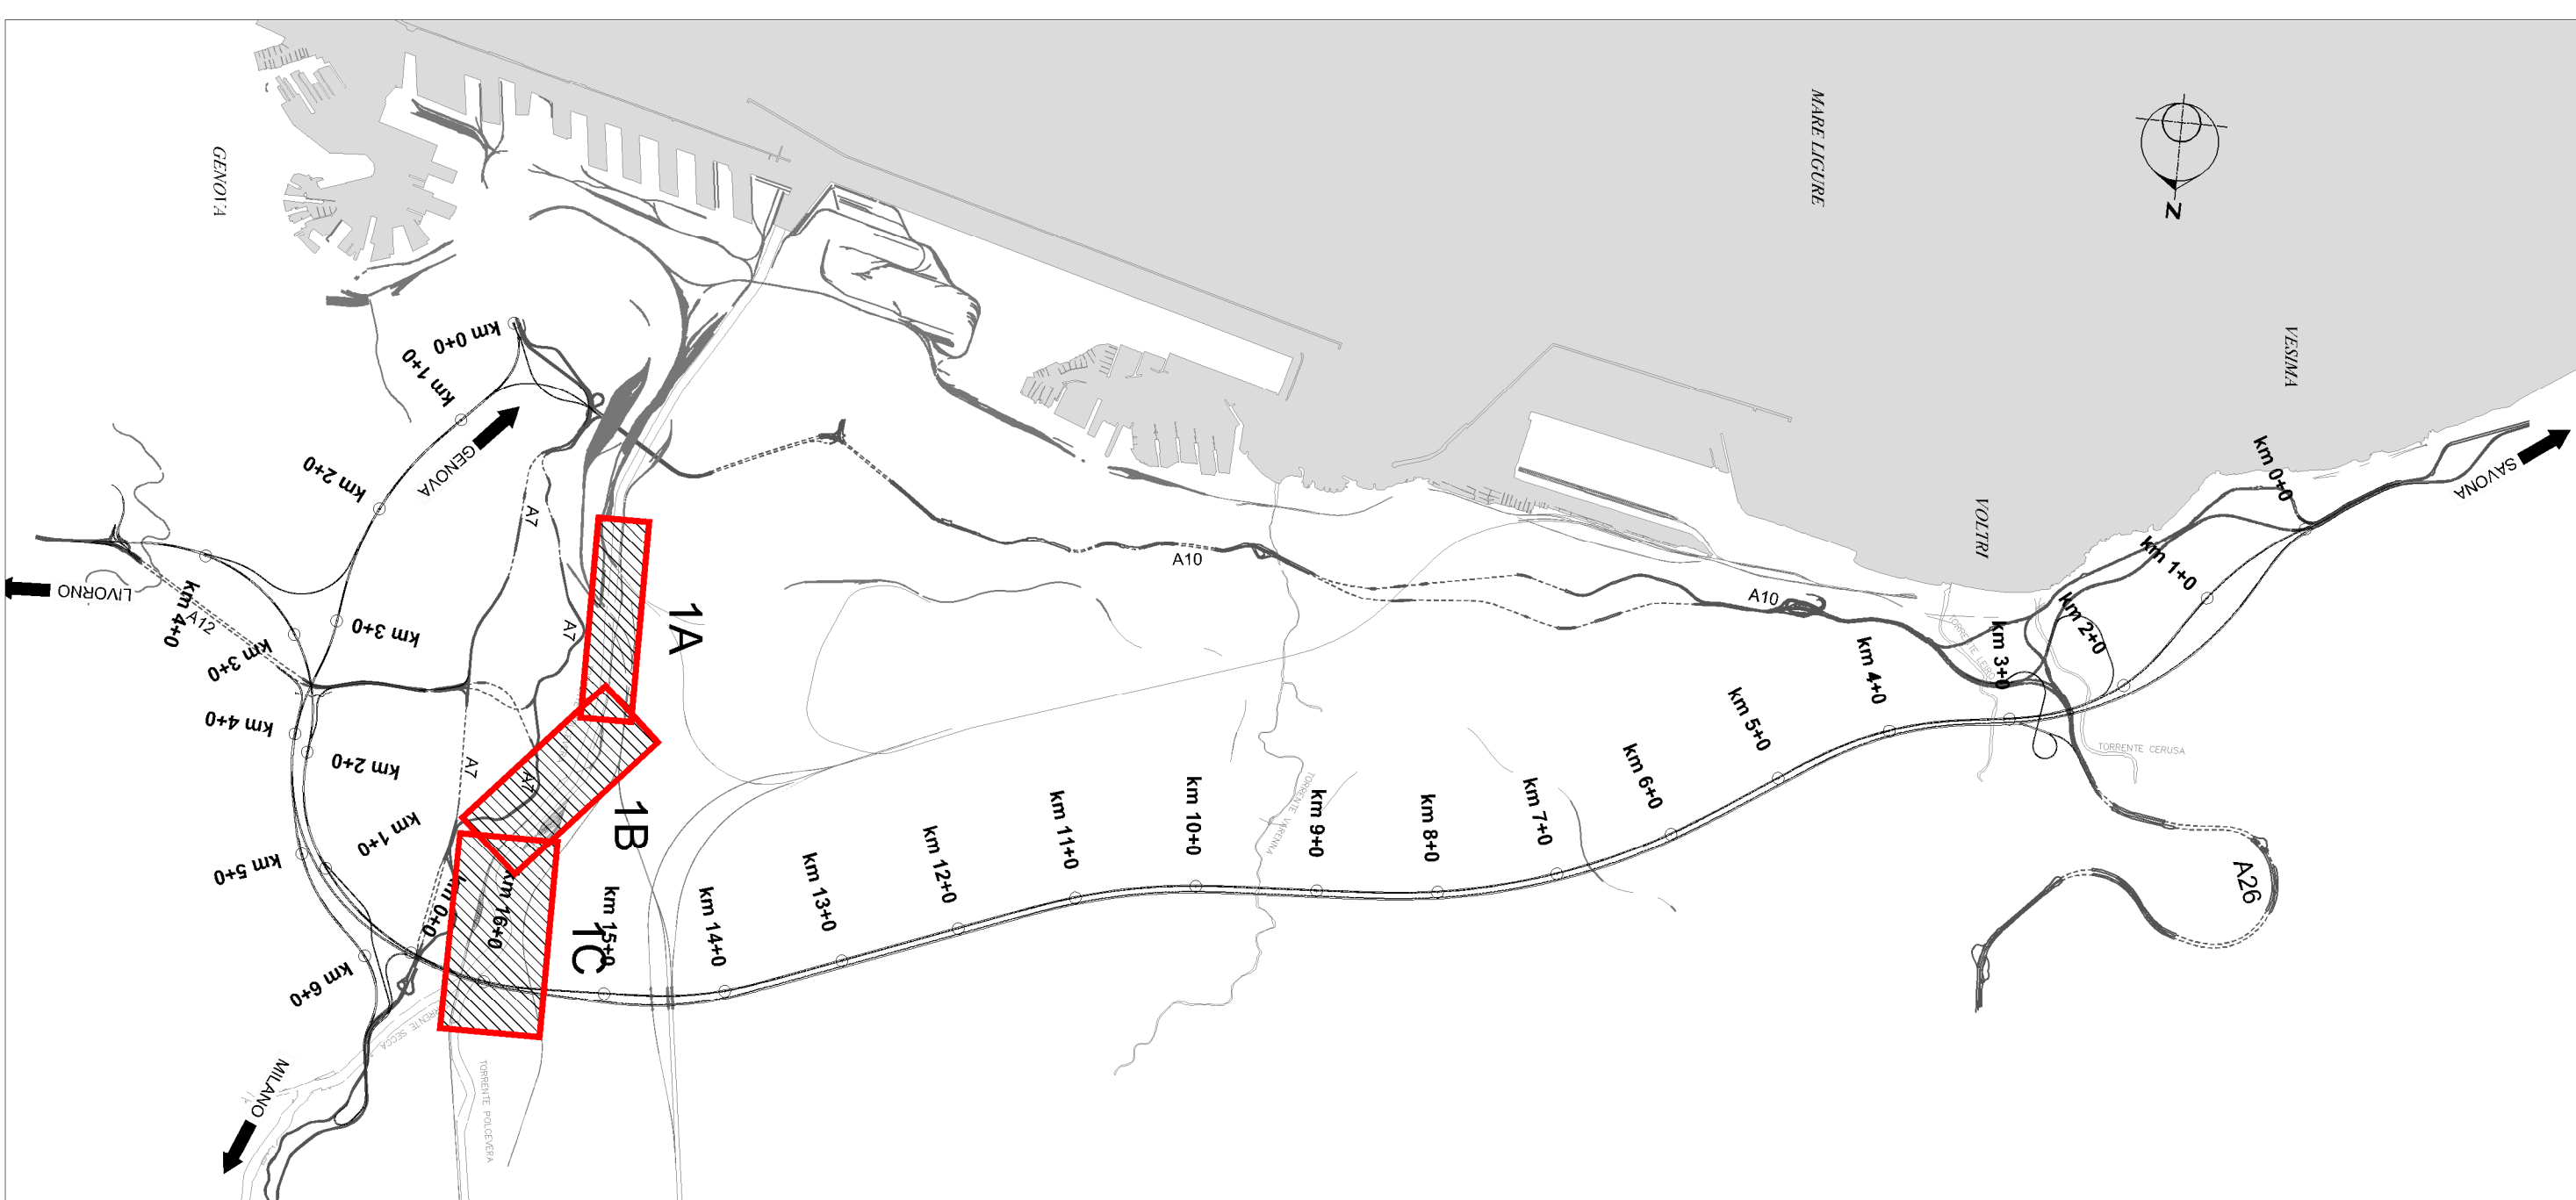 GENOVA
MARE LIGURE
N
VESIMA
SAVONA
VOLTRI
km 0+0
km 1+0
km 2+0
km 3+0
km 4+0
km 5+0
km 6+0
km 7+0
km 8+0
km 9+0
km 10+0
km 11+0
km 12+0
km 13+0
km 14+0
km 15+0
km 16+0
TORRENTE LEIRO
TORRENTE CERUSA
TORRENTE VARENNA
A10
A10
A26
km 0+0
km 1+0
GENOVA
km 2+0
km 3+0
km 4+0
km 5+0
km 6+0
A7
A7
A7
A7
A12
LIVORNO
km 4+0
km 3+0
km 2+0
km 1+0
km 0+0
1A
1B
1C
TORRENTE SECCA
TORRENTE POLCEVERA
MILANO